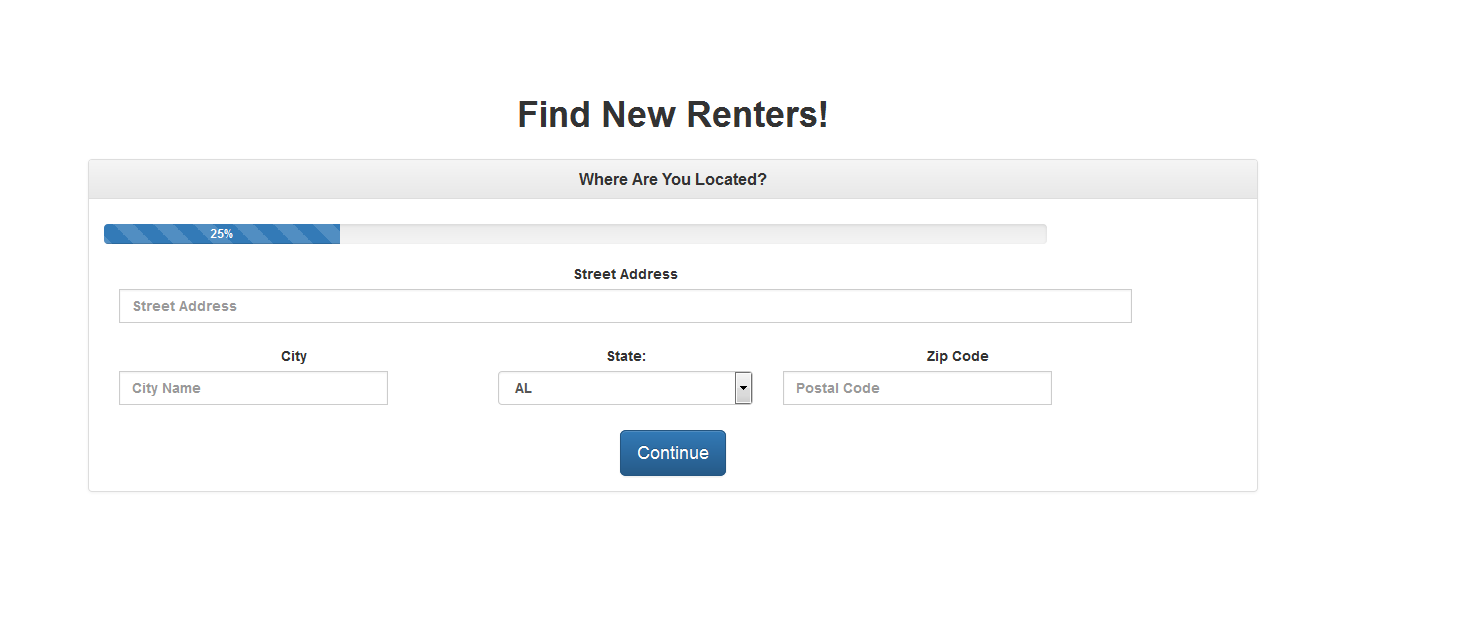 Find New Renters!
Where Are You Located?
25%
Street Address
Street Address
City State: Zip Code
City Name AL Postal Code
Continue